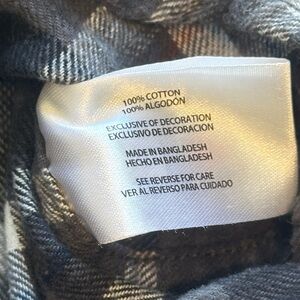 100% COTTON
100% ALGODÓN
EXCLUSIVE OF DECORATION
EXCLUSIVO DE DECORACION
MADE IN BANGLADESH
HECHO EN BANGLADESH
SEE REVERSE FOR CARE
VER AL REVERSO PARA CUIDADO